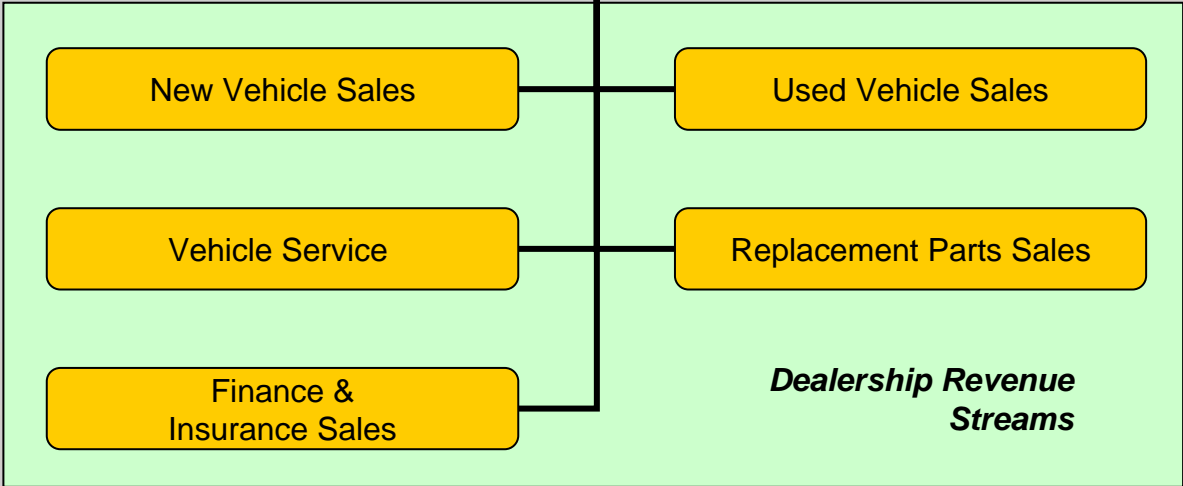 New Vehicle Sales
Used Vehicle Sales
Vehicle Service
Replacement Parts Sales
Finance &
Insurance Sales
Dealership Revenue
Streams